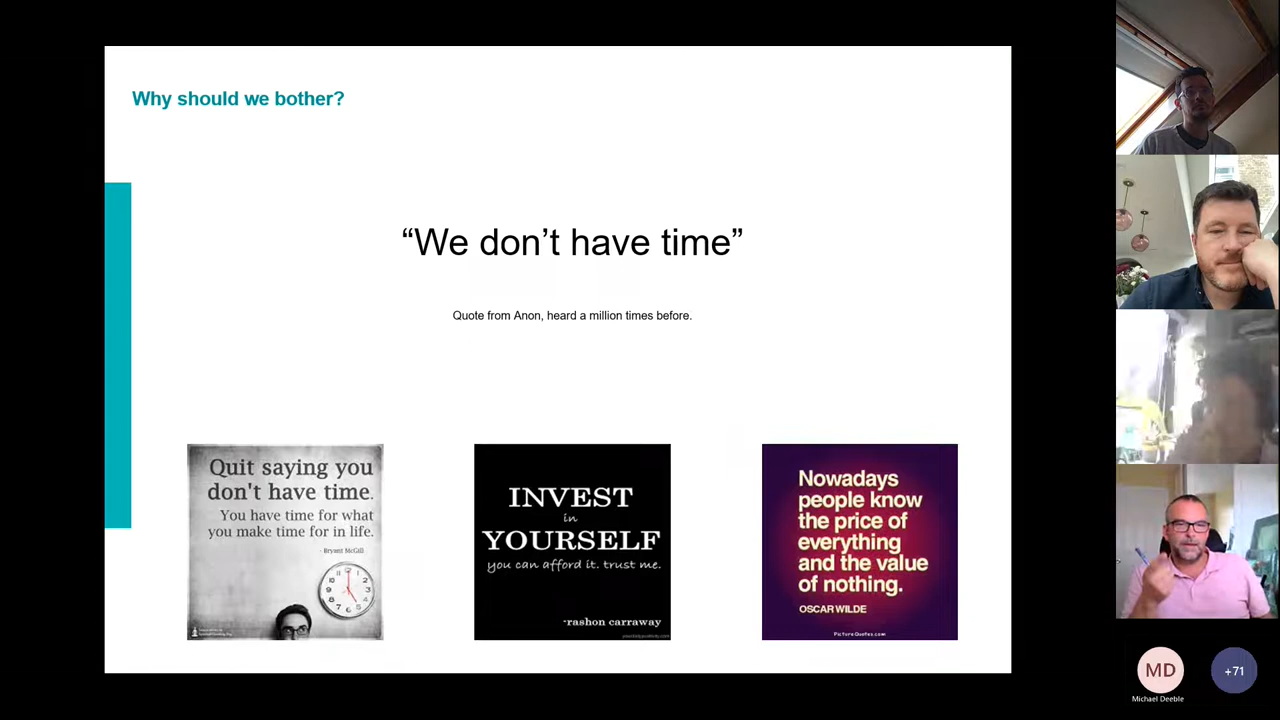 Why should we bother?
“We don’t have time”
Quote from Anon, heard a million times before.
Quit saying you
don't have time.
You have time for what
you make time for in life.
- Bryant McGill
INVEST
in
YOURSELF
you can afford it. trust me.
-rashon carraway
Nowadays
people know
the price of
everything
and the value
of nothing.
OSCAR WILDE
PictureQuotes.com
MD
Michael Deeble
+71